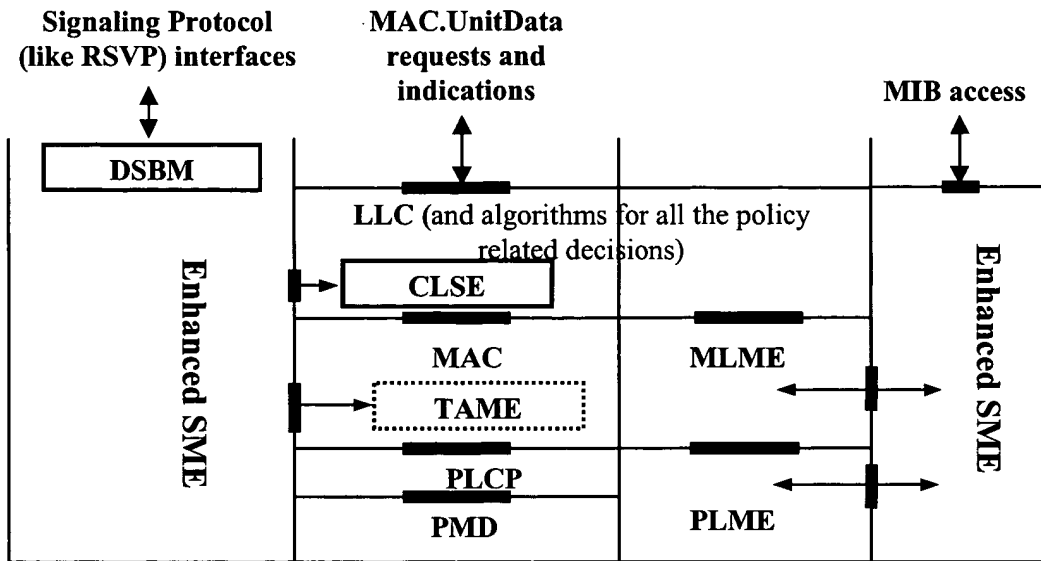 Signaling Protocol
(like RSVP) interfaces
MAC.UnitData
requests and
indications
MIB access
DSBM
LLC (and algorithms for all the policy
related decisions)
Enhanced SME
CLSE
MAC
MLME
TAME
PLCP
PMD
PLME
Enhanced SME